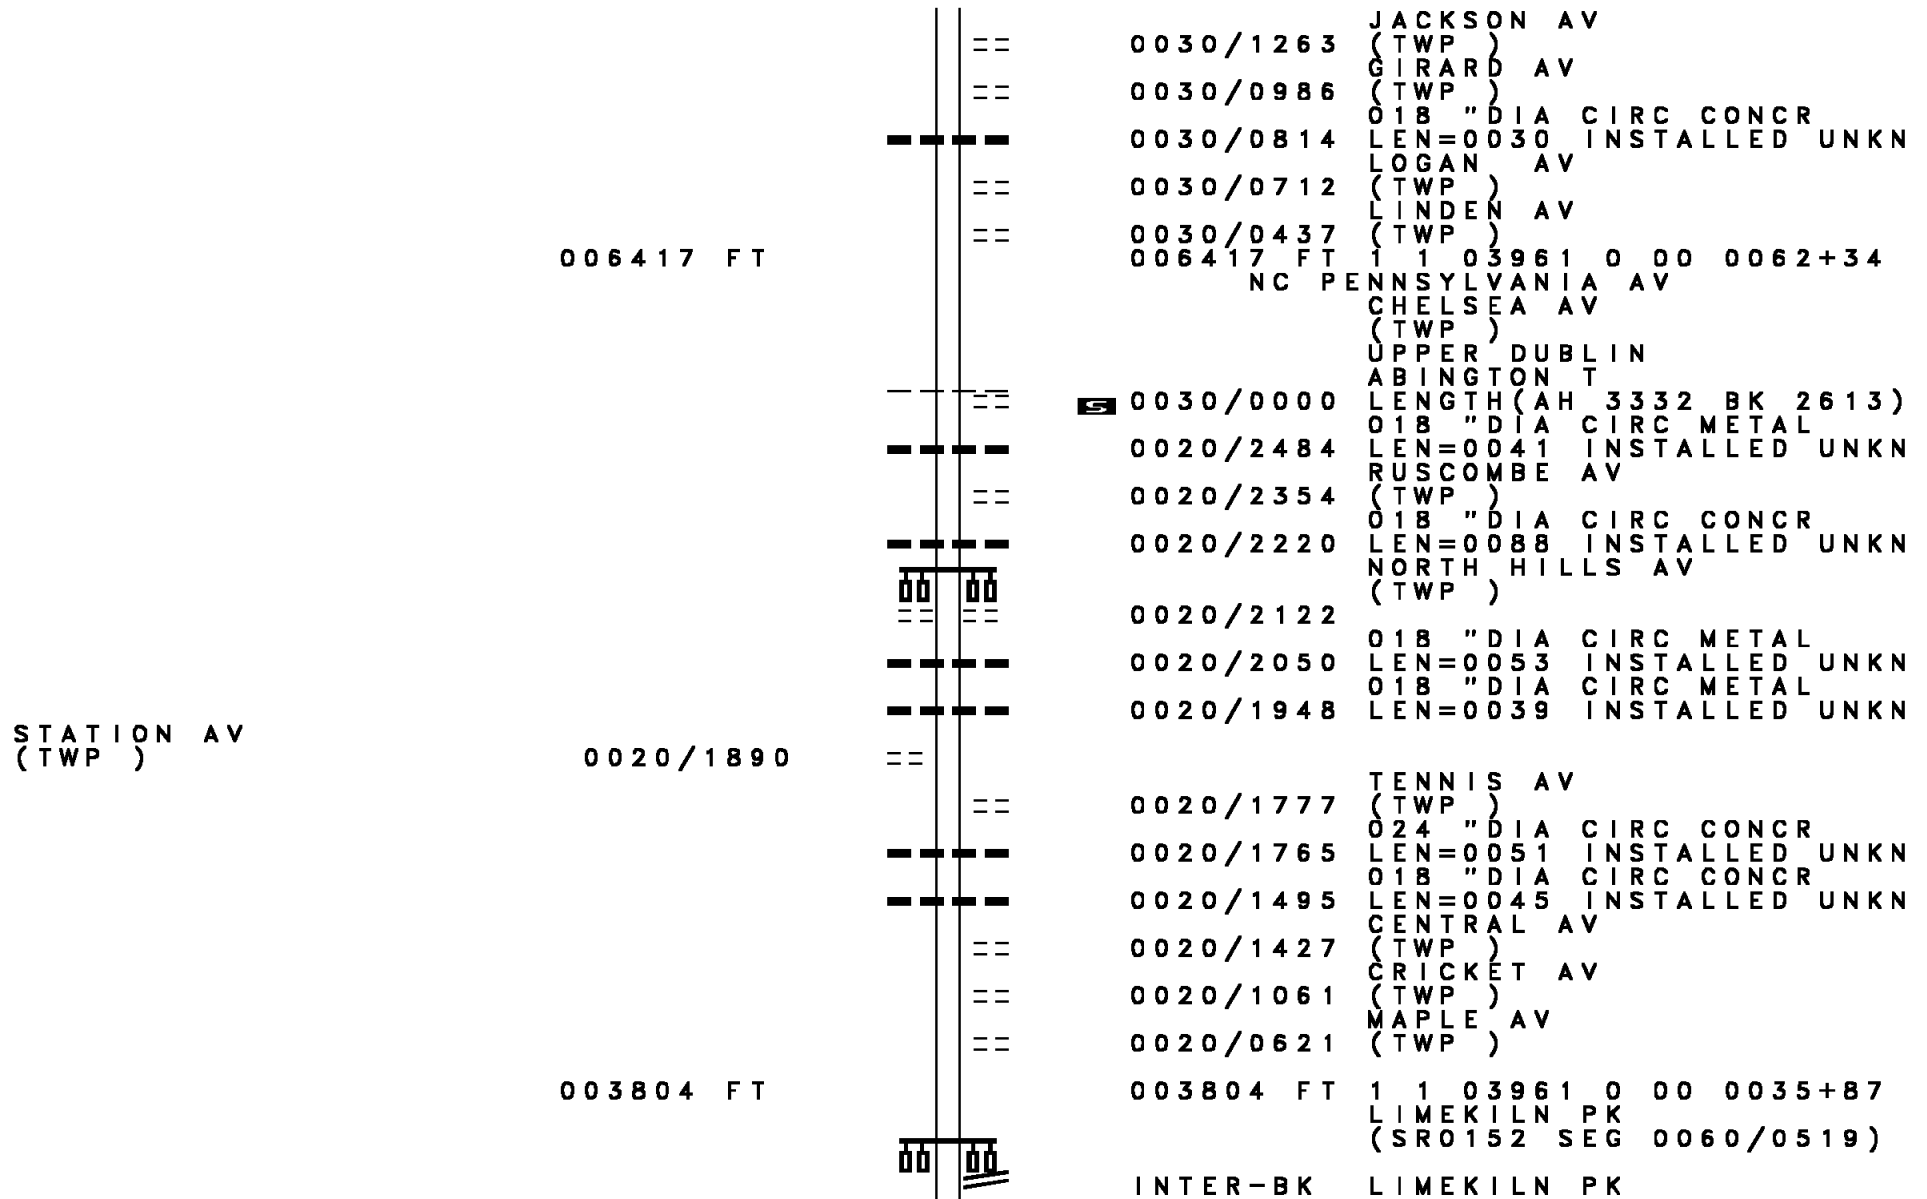 JACKSON AV
0030/1263 (TWP )
GIRARD AV
0030/0986 (TWP )
018 "DIA CIRC CONCR
0030/0814 LEN=0030 INSTALLED UNKN
LOGAN AV
0030/0712 (TWP )
LINDEN AV
0030/0437 (TWP )
006417 FT 006417 FT 1 1 03961 0 00 0062+34
NC PENNSYLVANIA AV
CHELSEA AV
(TWP )
UPPER DUBLIN
ABINGTON T
S 0030/0000 LENGTH(AH 3332 BK 2613)
018 "DIA CIRC METAL
0020/2484 LEN=0041 INSTALLED UNKN
RUSCOMBE AV
0020/2354 (TWP )
018 "DIA CIRC CONCR
0020/2220 LEN=0088 INSTALLED UNKN
NORTH HILLS AV
(TWP )
0020/2122
018 "DIA CIRC METAL
0020/2050 LEN=0053 INSTALLED UNKN
018 "DIA CIRC METAL
0020/1948 LEN=0039 INSTALLED UNKN
STATION AV
(TWP ) 0020/1890
TENNIS AV
0020/1777 (TWP )
024 "DIA CIRC CONCR
0020/1765 LEN=0051 INSTALLED UNKN
018 "DIA CIRC CONCR
0020/1495 LEN=0045 INSTALLED UNKN
CENTRAL AV
0020/1427 (TWP )
CRICKET AV
0020/1061 (TWP )
MAPLE AV
0020/0621 (TWP )
003804 FT 003804 FT 1 1 03961 0 00 0035+87
LIMEKILN PK
(SR0152 SEG 0060/0519)
INTER-BK LIMEKILN PK